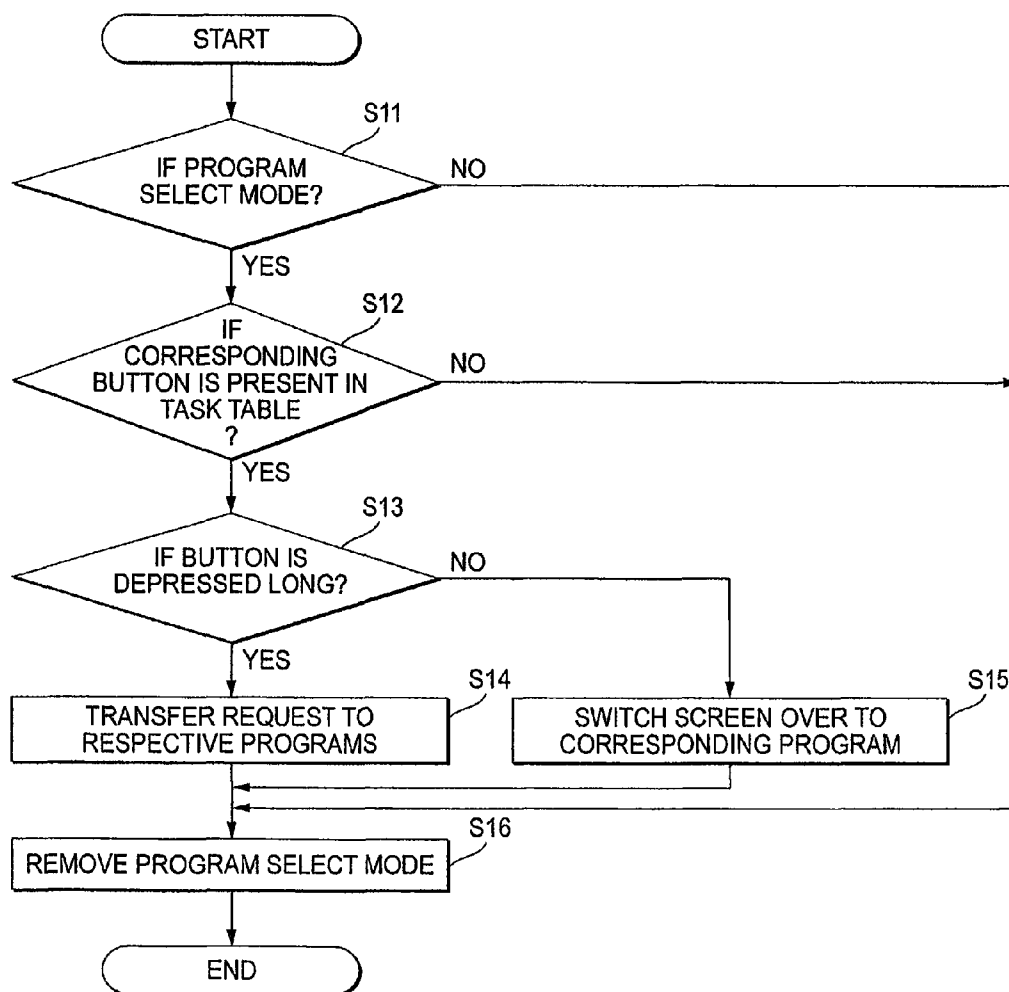 START
S11
IF PROGRAM
SELECT MODE?
NO
YES
S12
IF
CORRESPONDING
BUTTON IS PRESENT IN
TASK TABLE
?
NO
YES
S13
IF BUTTON IS
DEPRESSED LONG?
NO
YES
S14
TRANSFER REQUEST TO
RESPECTIVE PROGRAMS
S15
SWITCH SCREEN OVER TO
CORRESPONDING PROGRAM
S16
REMOVE PROGRAM SELECT MODE
END